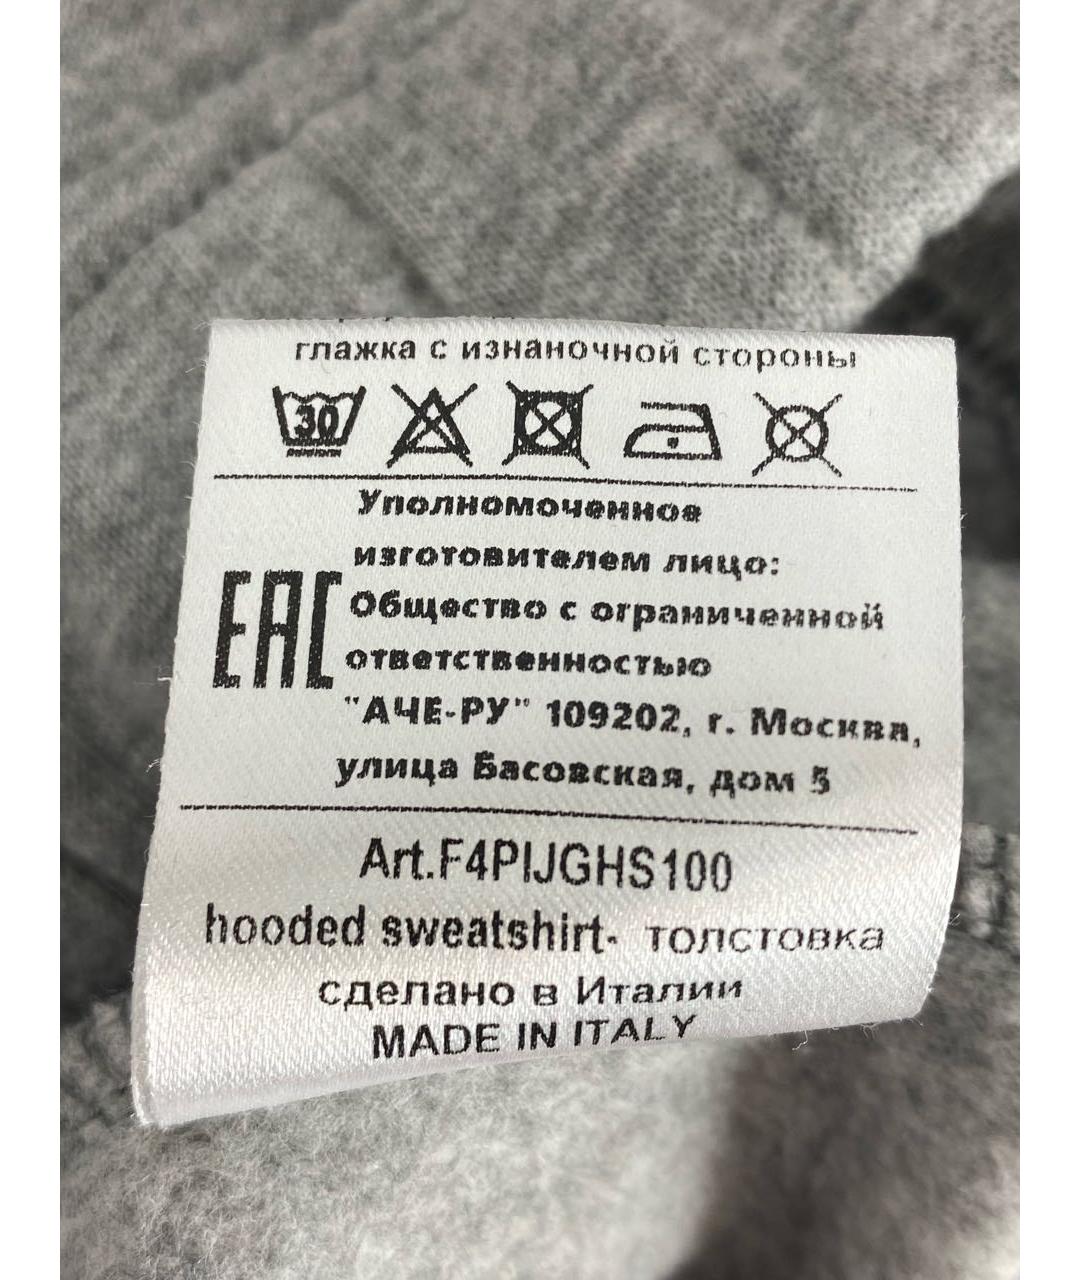 глажка с изнаночной стороны
30
Уполномоченное
изготовителем лицо:
EAC
Общество с ограниченной
ответственностью
"АЧЕ-РУ" 109202, г. Москва,
улица Басовская, дом 5
Art.F4PIJGHS100
hooded sweatshirt- толстовка
сделано в Италии
MADE IN ITALY